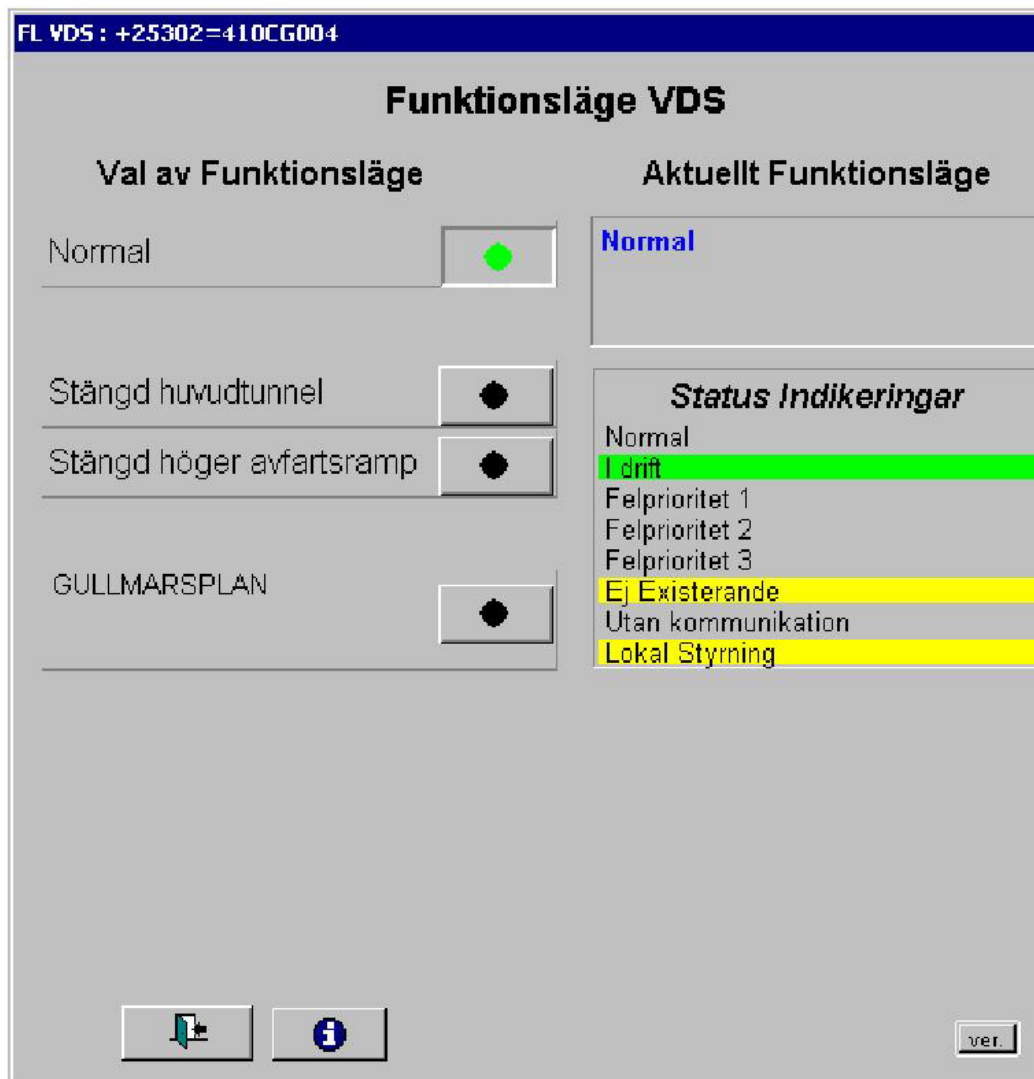 FL VDS : +25302=410CG004
Funktionsläge VDS
Val av Funktionsläge
Normal
Stängd huvudtunnel
Stängd höger avfartsramp
GULLMARSPLAN
Aktuellt Funktionsläge
Normal
Status Indikeringar
Normal
I drift
Felprioritet 1
Felprioritet 2
Felprioritet 3
Ej Existerande
Utan kommunikation
Lokal Styrning
ver.